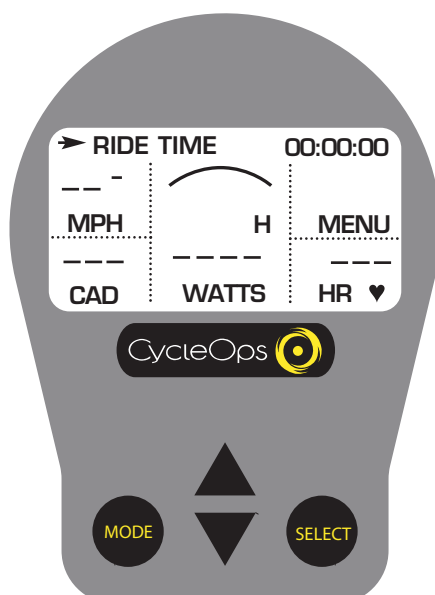 ➛ RIDE TIME 00:00:00
_ _ -
MPH H MENU
_ _ _ _ _ _ _ _ _ _
CAD WATTS HR ♥
CycleOps
MODE SELECT